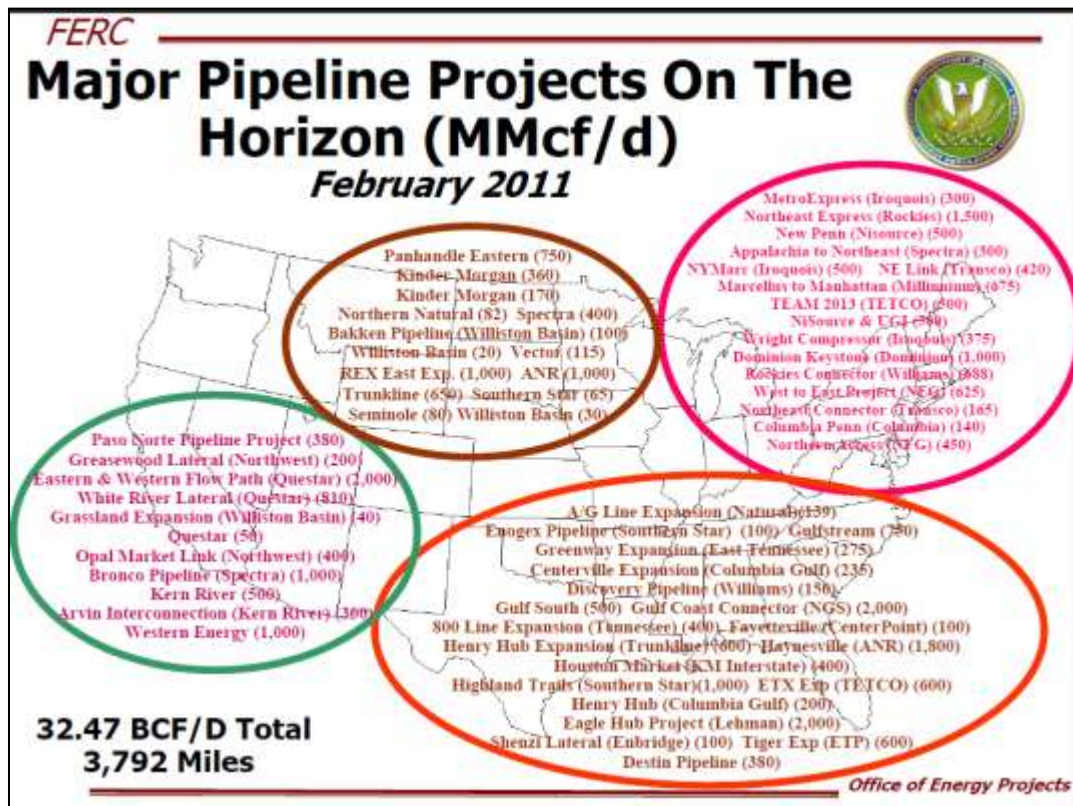 FERC
Major Pipeline Projects On The
Horizon (MMcf/d)
February 2011
MetroExpress (Iroquois) (300)
Northeast Express (Rockies) (1,500)
New Penn (Nisource) (500)
Appalachia to Northeast (Spectra)
NYMarc (Iroquois) (500) NE Link (Transco) (420)
Marcellus to Manhattan (Millennium) (675)
TEAM 2013 (TETCO)
NiSource & UGI
Wright Compressor (Iroquois) (375)
Dominion Keystone (Dominion) (1,000)
Rockies Connector (Williams)
West to East Project (NFG) (625)
Northeast Connector (Transco) (165)
Columbia Penn (Columbia) (140)
Northern Access (NFG) (450)
Panhandle Eastern (750)
Kinder Morgan (360)
Kinder Morgan (170)
Northern Natural (82) Spectra (400)
Bakken Pipeline (Williston Basin) (100)
Williston Basin (20) Vector (115)
REX East Exp. (1,000) ANR (1,000)
Trunkline (650) Southern Star (65)
Seminole (80) Williston Basin (30)
Paso Norte Pipeline Project (380)
Greasewood Lateral (Northwest) (200)
Eastern & Western Flow Path (Questar) (2,000)
White River Lateral (Questar) (810)
Grassland Expansion (Williston Basin) (40)
Questar (50)
Opal Market Link (Northwest) (400)
Bronco Pipeline (Spectra) (1,000)
Kern River (500)
Arvin Interconnection (Kern River) (300)
Western Energy (1,000)
A/G Line Expansion (Natural) (139)
Enogex Pipeline (Southern Star) (100) Gulfstream (750)
Greenway Expansion (East Tennessee) (275)
Centerville Expansion (Columbia Gulf) (235)
Discovery Pipeline (Williams) (150)
Gulf South (500) Gulf Coast Connector (NGS) (2,000)
800 Line Expansion (Tennessee) (400) Fayetteville (CenterPoint) (100)
Henry Hub Expansion (Trunkline) (600) Haynesville (ANR) (1,800)
Houston Market (KM Interstate) (400)
Highland Trails (Southern Star)(1,000) ETX Exp (TETCO) (600)
Henry Hub (Columbia Gulf) (200)
Eagle Hub Project (Lehman) (2,000)
Shenzi Lateral (Enbridge) (100) Tiger Exp (ETP) (600)
Destin Pipeline (380)
32.47 BCF/D Total
3,792 Miles
Office of Energy Projects